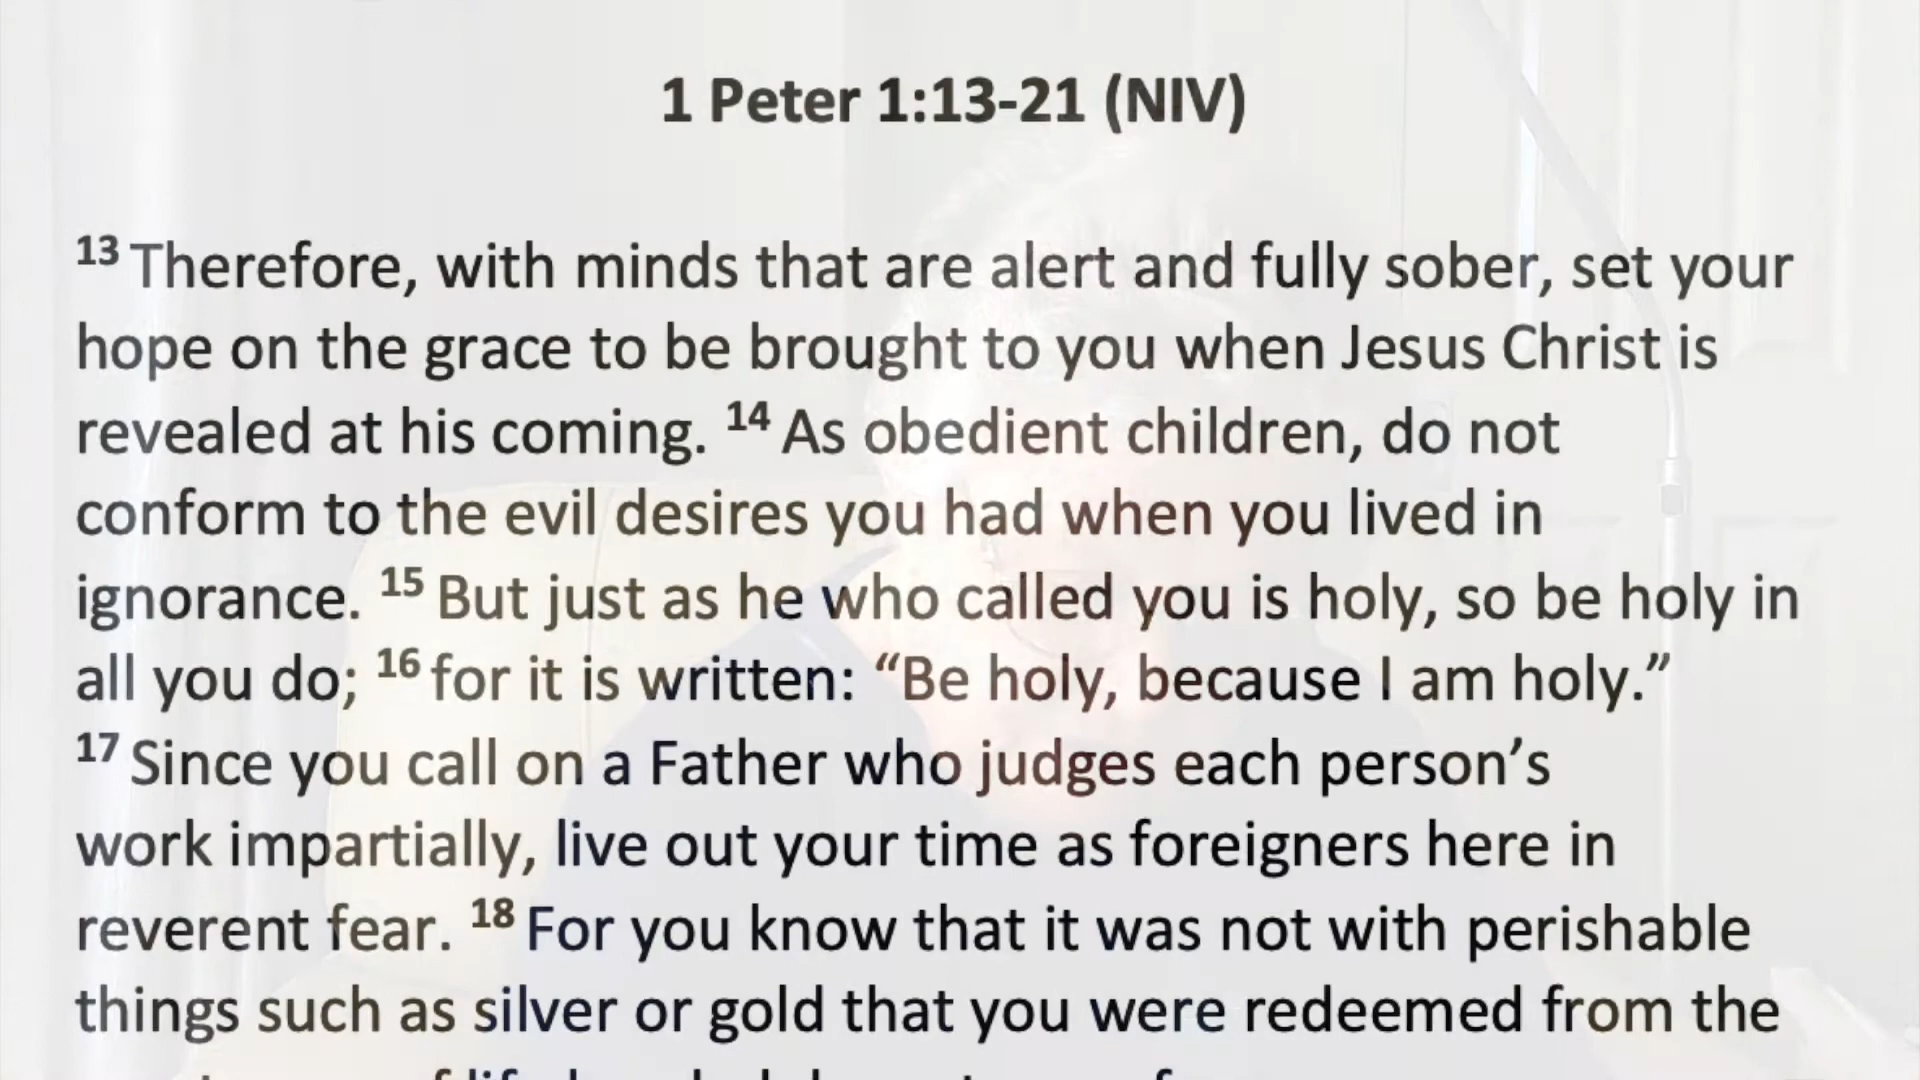 1 Peter 1:13-21 (NIV)
13 Therefore, with minds that are alert and fully sober, set your
hope on the grace to be brought to you when Jesus Christ is
revealed at his coming. 14 As obedient children, do not
conform to the evil desires you had when you lived in
ignorance. 15 But just as he who called you is holy, so be holy in
all you do; 16 for it is written: “Be holy, because I am holy.”
17 Since you call on a Father who judges each person’s
work impartially, live out your time as foreigners here in
reverent fear. 18 For you know that it was not with perishable
things such as silver or gold that you were redeemed from the